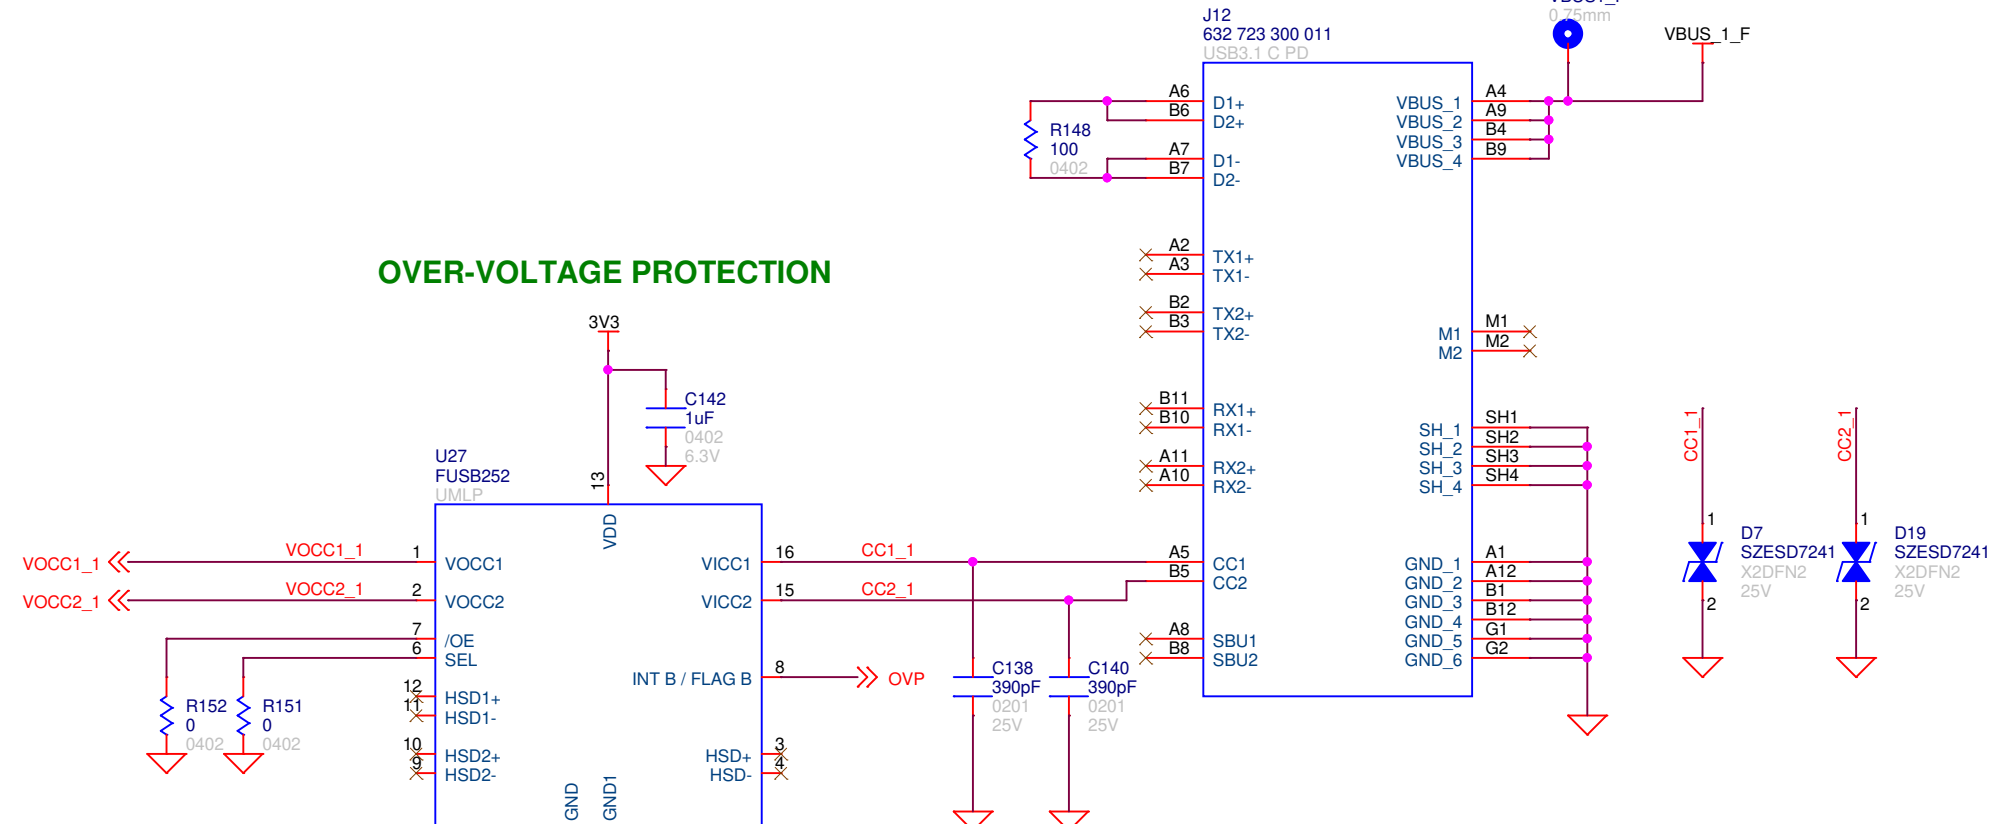 J12
632 723 300 011
USB3.1 C PD
0.75mm
VBUS_1_F
A6
B6
A7
B7
D1+
D2+
D1-
D2-
R148
100
0402
VBUS_1
VBUS_2
VBUS_3
VBUS_4
A4
A9
B4
B9
A2
A3
TX1+
TX1-
B2
B3
TX2+
TX2-
M1
M2
M1
M2
OVER-VOLTAGE PROTECTION
3V3
C142
1uF
0402
6.3V
B11
B10
RX1+
RX1-
A11
A10
RX2+
RX2-
SH_1
SH_2
SH_3
SH_4
SH1
SH2
SH3
SH4
CC1_1
CC2_1
U27
FUSB252
UMLP
13
VDD
VOCC1_1
VOCC1_1
1
VOCC1
VICC1
16
CC1_1
A5
CC1
VOCC2_1
VOCC2_1
2
VOCC2
VICC2
15
CC2_1
B5
CC2
GND_1
GND_2
GND_3
GND_4
GND_5
GND_6
A1
A12
B1
B12
G1
G2
1
D7
SZESD7241
X2DFN2
25V
2
1
D19
SZESD7241
X2DFN2
25V
2
7
/OE
6
SEL
A8
SBU1
B8
SBU2
INT B / FLAG B
8
OVP
C138
390pF
0201
25V
C140
390pF
0201
25V
R152
0
0402
R151
0
0402
12
HSD1+
11
HSD1-
10
HSD2+
9
HSD2-
HSD+
3
HSD-
4
GND
GND1